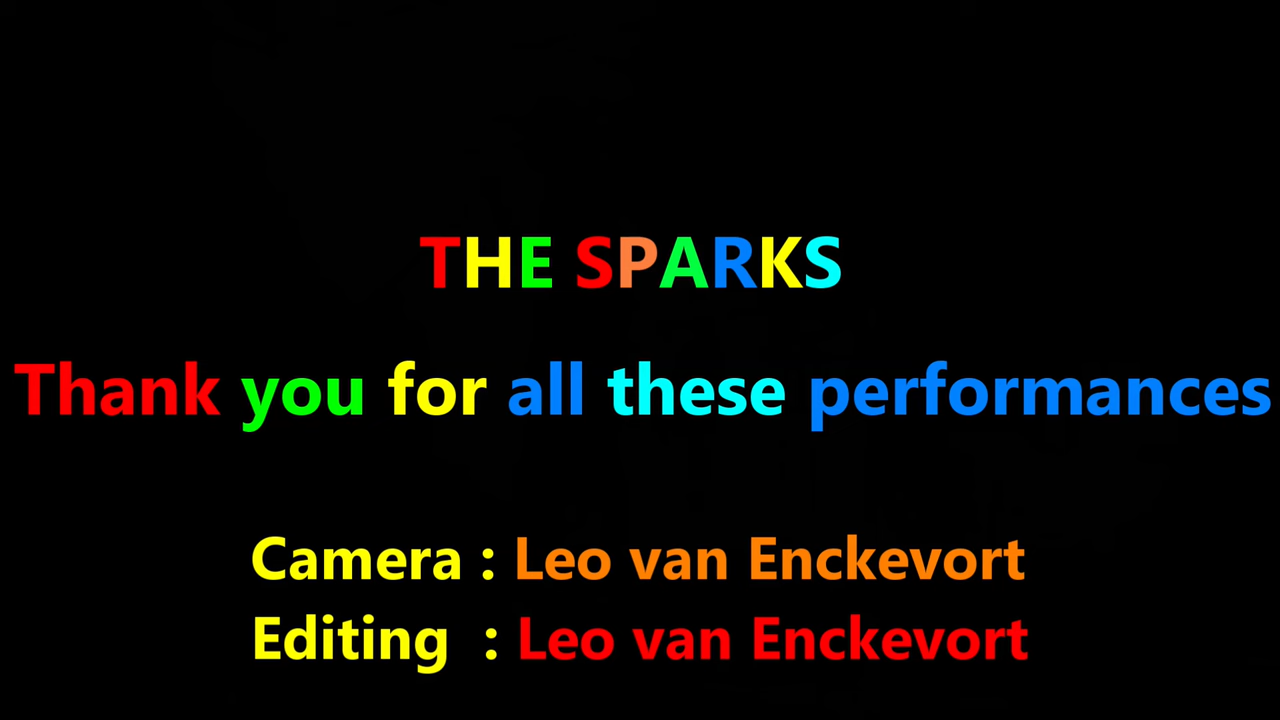 THE SPARKS
Thank you for all these performances
Camera : Leo van Enckevort
Editing : Leo van Enckevort